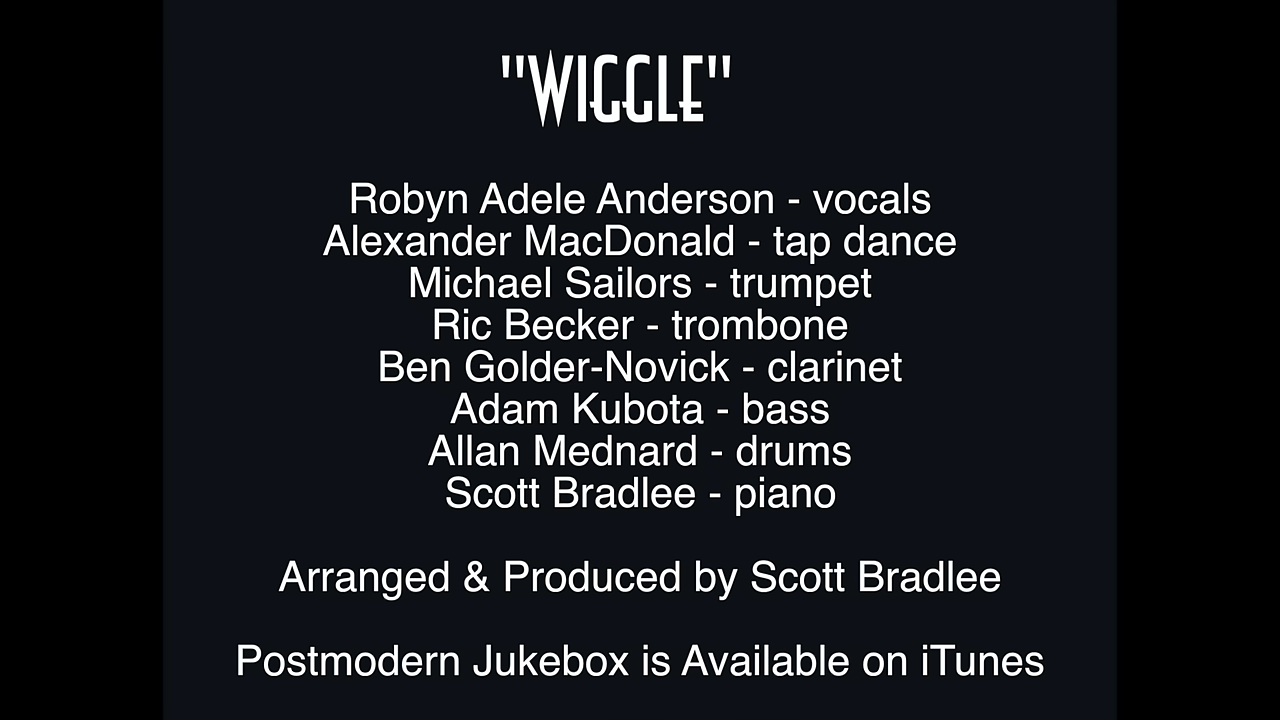 "WIGGLE"
Robyn Adele Anderson - vocals
Alexander MacDonald - tap dance
Michael Sailors - trumpet
Ric Becker - trombone
Ben Golder-Novick - clarinet
Adam Kubota - bass
Allan Mednard - drums
Scott Bradlee - piano
Arranged & Produced by Scott Bradlee
Postmodern Jukebox is Available on iTunes